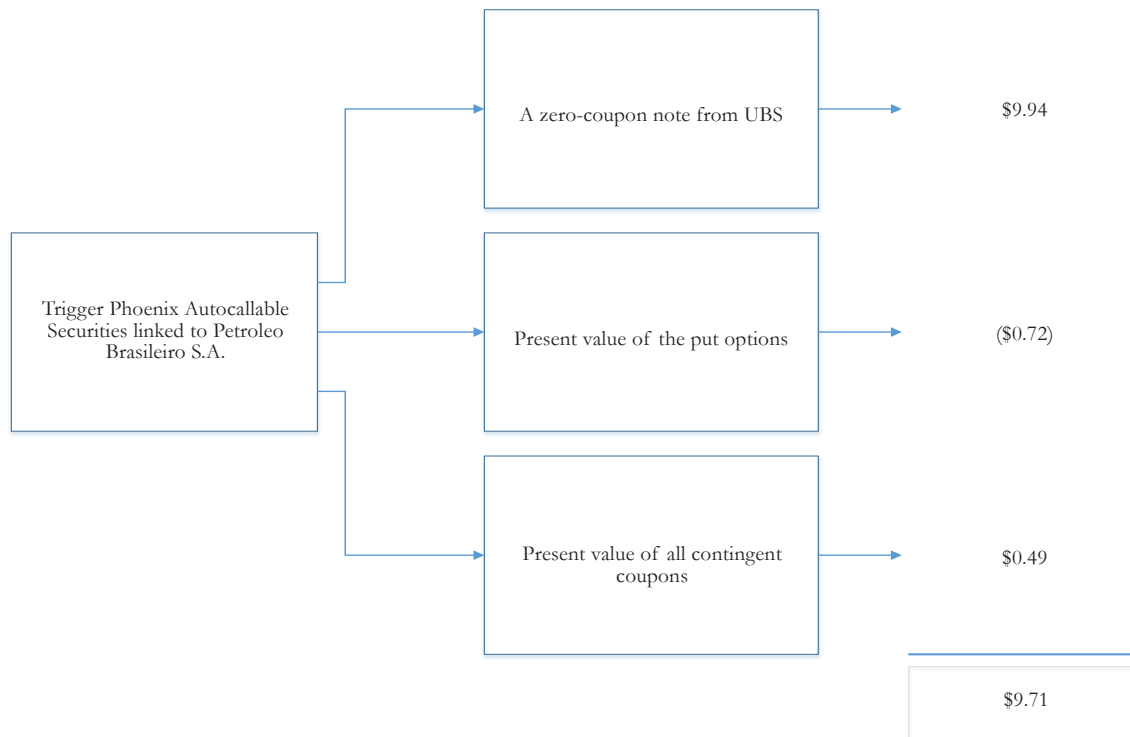 A zero-coupon note from UBS
$9.94
Trigger Phoenix Autocallable
Securities linked to Petroleo
Brasileiro S.A.
Present value of the put options
($0.72)
Present value of all contingent
coupons
$0.49
$9.71